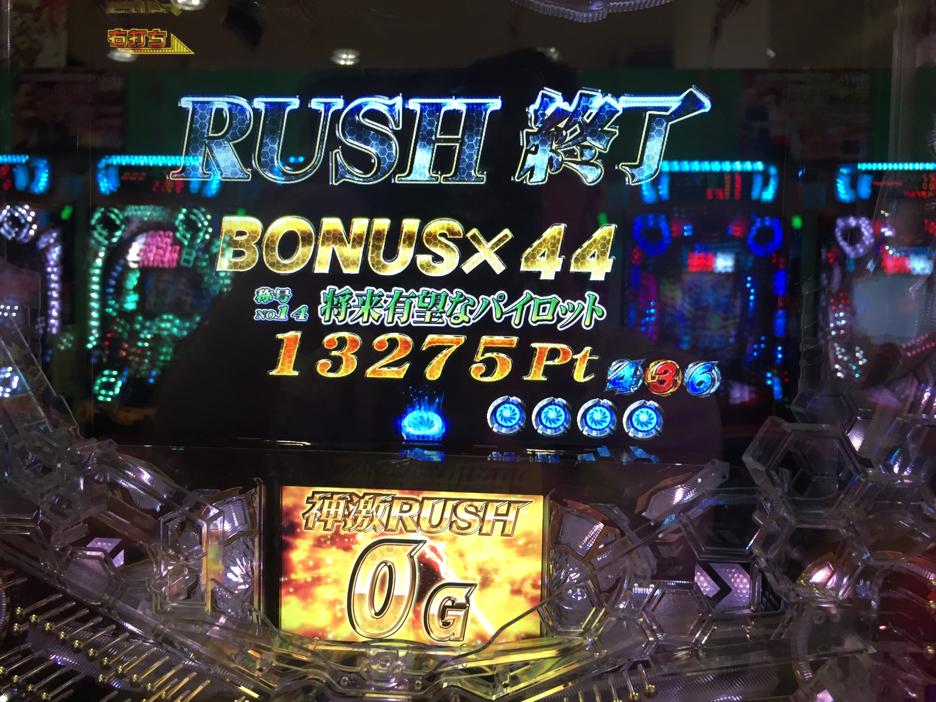 右打ち
RUSH 終了
BONUS×44
称号 No.14 将来有望なパイロット
13275Pt 436
神激RUSH
0G